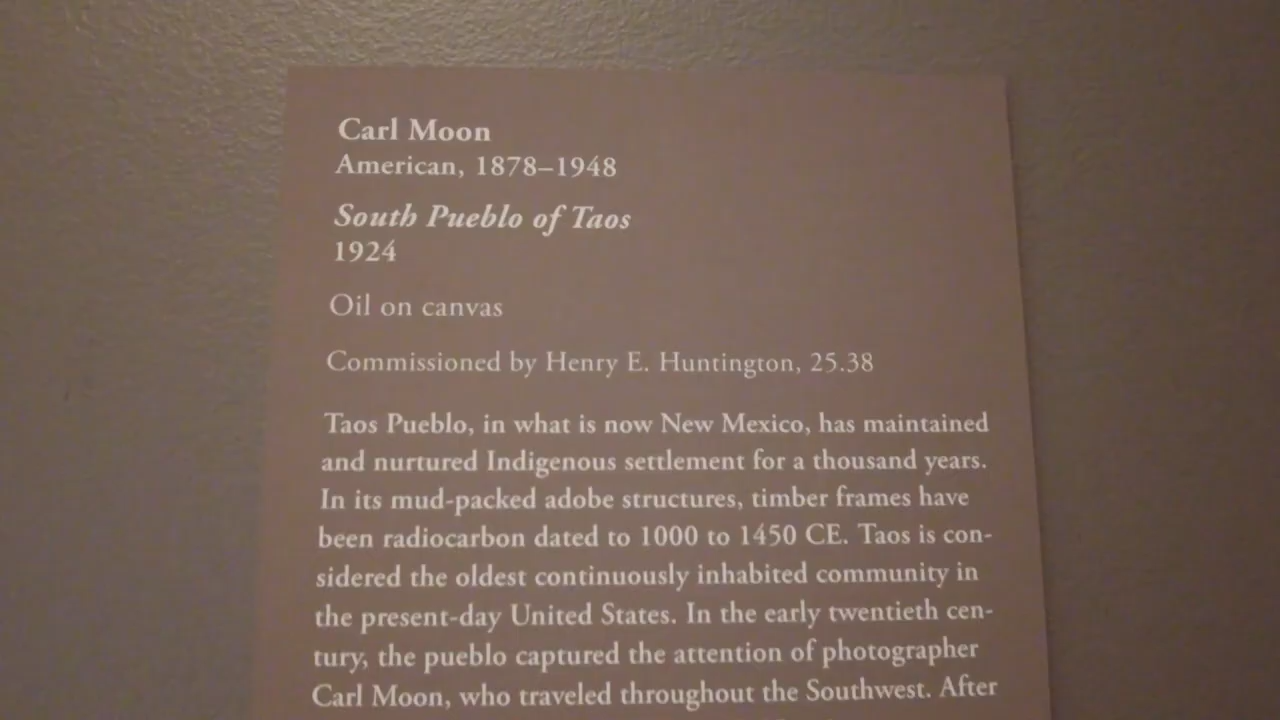 Carl Moon
American, 1878–1948
South Pueblo of Taos
1924
Oil on canvas
Commissioned by Henry E. Huntington, 25.38
Taos Pueblo, in what is now New Mexico, has maintained
and nurtured Indigenous settlement for a thousand years.
In its mud-packed adobe structures, timber frames have
been radiocarbon dated to 1000 to 1450 CE. Taos is con-
sidered the oldest continuously inhabited community in
the present-day United States. In the early twentieth cen-
tury, the pueblo captured the attention of photographer
Carl Moon, who traveled throughout the Southwest. After